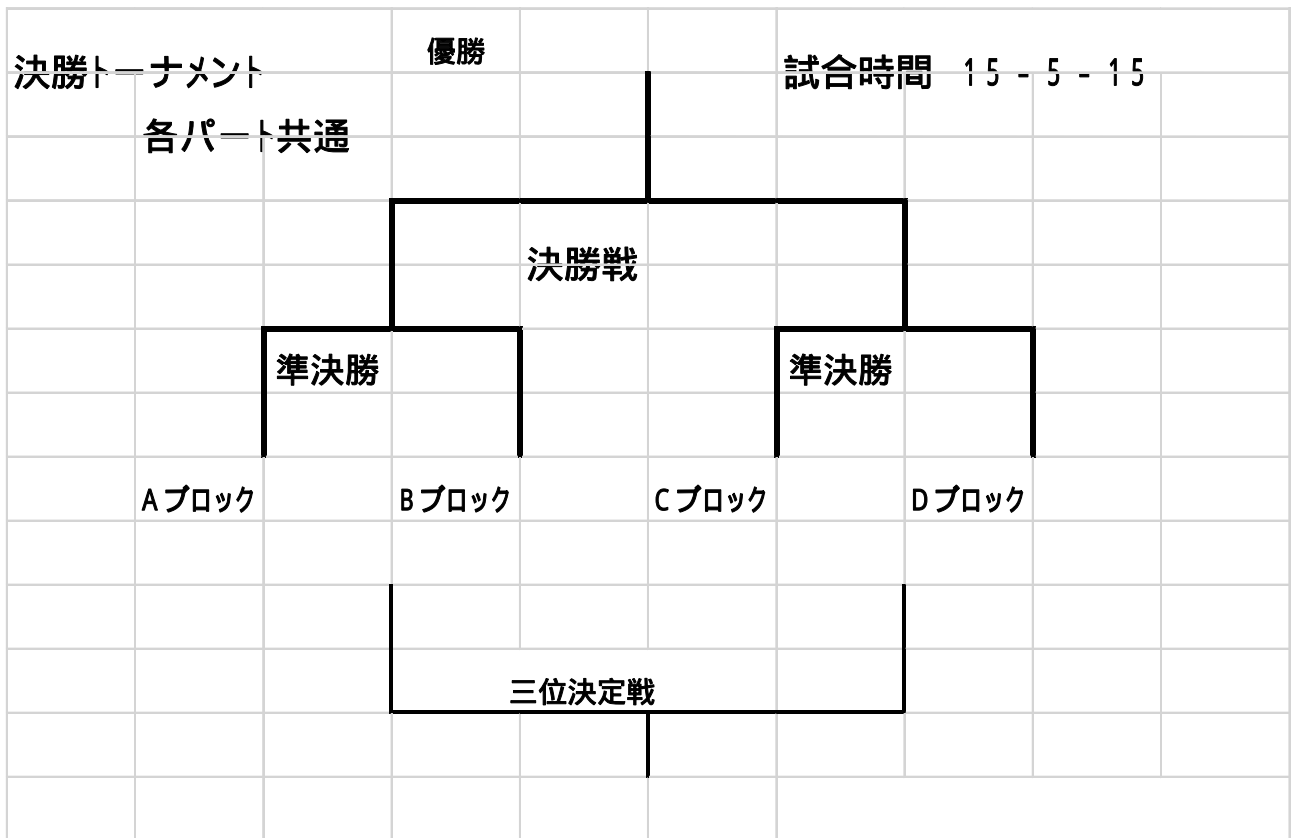 優勝
決勝トーナメント
試合時間 15-5-15
各パート共通
決勝戦
準決勝
準決勝
Aブロック
Bブロック
Cブロック
Dブロック
三位決定戦